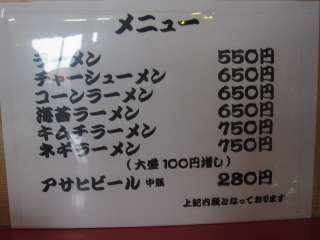 メニュー
ラーメン 550円
チャーシューメン 650円
コーンラーメン 650円
海苔ラーメン 650円
キムチラーメン 750円
ネギラーメン 750円
(大盛100円増し)
アサヒビール 中瓶 280円
上記内税となっております